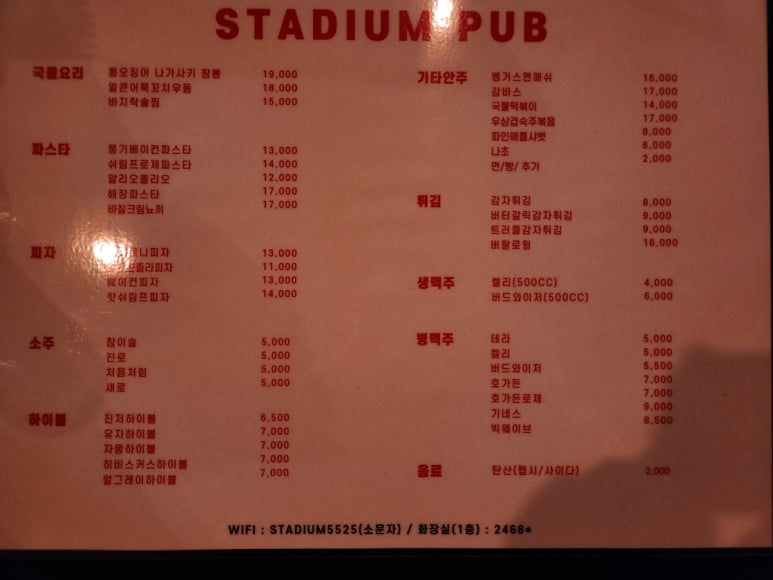 STADIUM PUB
국물요리
통오징어 나가사키 짬뽕 19,000
얼큰어묵꼬치우동 18,000
바지락술찜 15,000
파스타
풍기베이컨파스타 13,000
쉬림프로제파스타 14,000
알리오올리오 12,000
해장파스타 17,000
바질크림뇨끼 17,000
피자
피자 13,000
졸라피자 11,000
베이컨피자 13,000
핫쉬림프피자 14,000
소주
참이슬 5,000
진로 5,000
처음처럼 5,000
새로 5,000
하이볼
진저하이볼 6,500
유자하이볼 7,000
자몽하이볼 7,000
히비스커스하이볼 7,000
얼그레이하이볼 7,000
기타안주
뱅거스앤매쉬 16,000
감바스 17,000
국물떡볶이 14,000
우삼겹숙주볶음 17,000
파인애플샤벳 8,000
나초 6,000
면/빵/ 추가 2,000
튀김
감자튀김 8,000
버터갈릭감자튀김 9,000
트러플감자튀김 9,000
버팔로윙 16,000
생맥주
켈리(500CC) 4,000
버드와이저(500CC) 6,000
병맥주
테라 5,000
켈리 5,000
버드와이저 5,500
호가든 7,000
호가든로제 7,000
기네스 9,000
빅웨이브 8,500
음료
탄산(펩시/사이다) 2,000
WIFI : STADIUM5525(소문자) / 화장실(1층) : 2468*